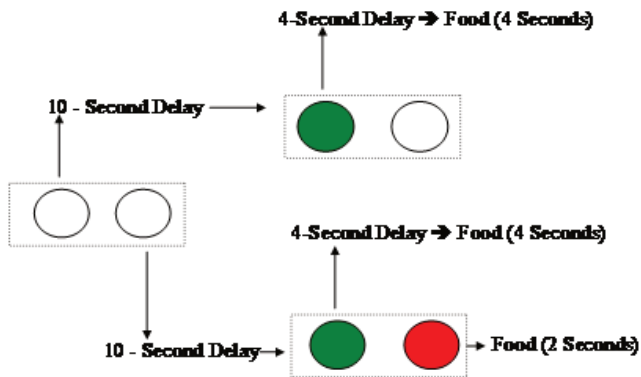 4-Second Delay ➔ Food (4 Seconds)
10 - Second Delay
4-Second Delay ➔ Food (4 Seconds)
10 - Second Delay
Food (2 Seconds)